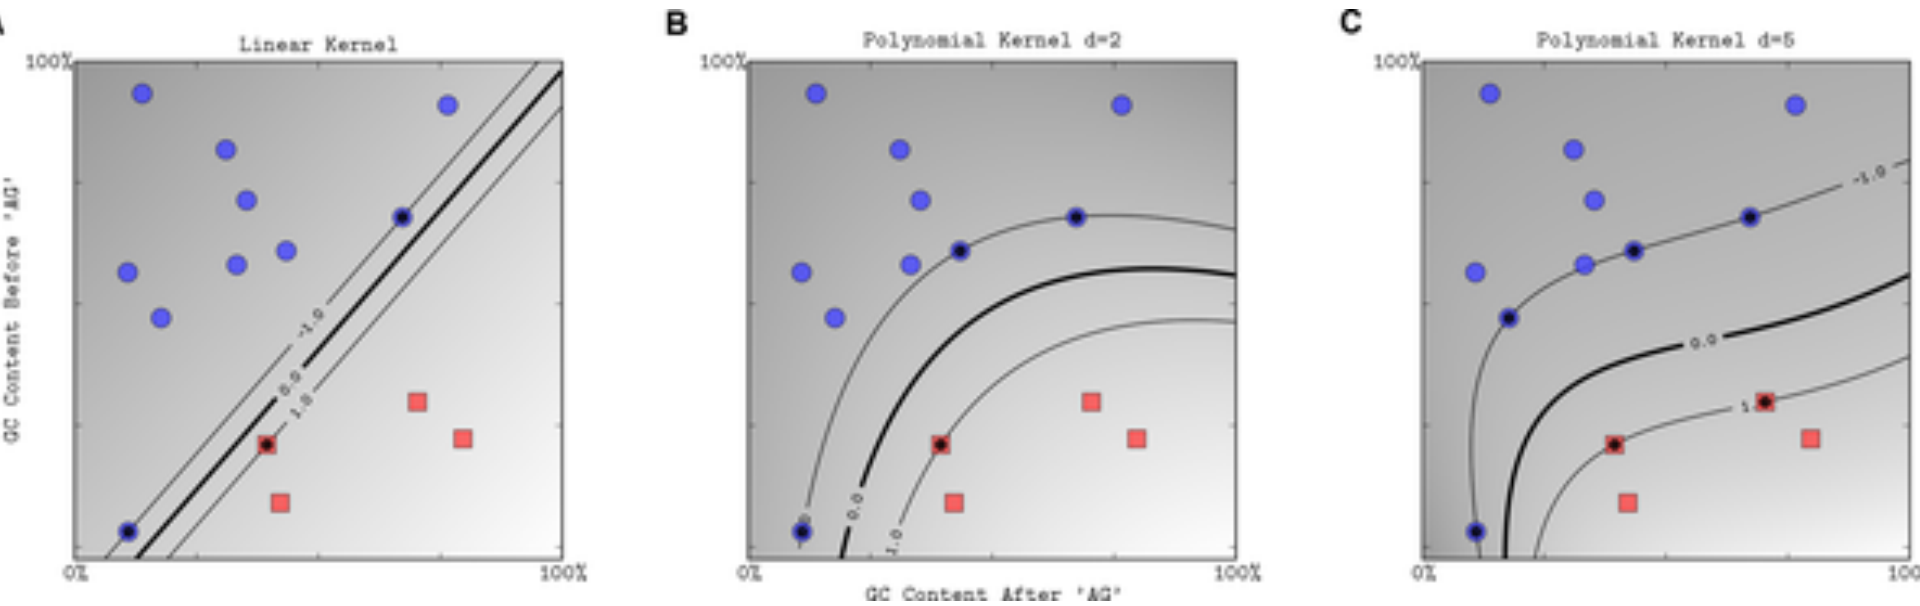 A
Linear Kernel
100%
GC Content Before 'AG'
-1.0
0.0
1.0
0%
100%
B
Polynomial Kernel d=2
100%
0.0
1.0
0%
100%
GC Content After 'AG'
C
Polynomial Kernel d=5
100%
-1.0
0.0
1.
0%
100